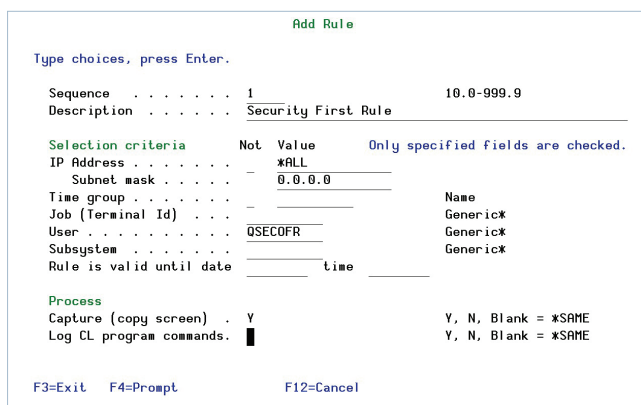 Add Rule
Type choices, press Enter.
Sequence . . . . . . . 1 10.0-999.9
Description . . . . . . Security First Rule
Selection criteria Not Value Only specified fields are checked.
IP Address . . . . . . . *ALL
Subnet mask . . . . . 0.0.0.0
Time group . . . . . . . Name
Job (Terminal Id) . . . Generic*
User . . . . . . . . . . QSECOFR Generic*
Subsystem . . . . . . . Generic*
Rule is valid until date time
Process
Capture (copy screen) . Y Y, N, Blank = *SAME
Log CL program commands. Y, N, Blank = *SAME
F3=Exit F4=Prompt F12=Cancel